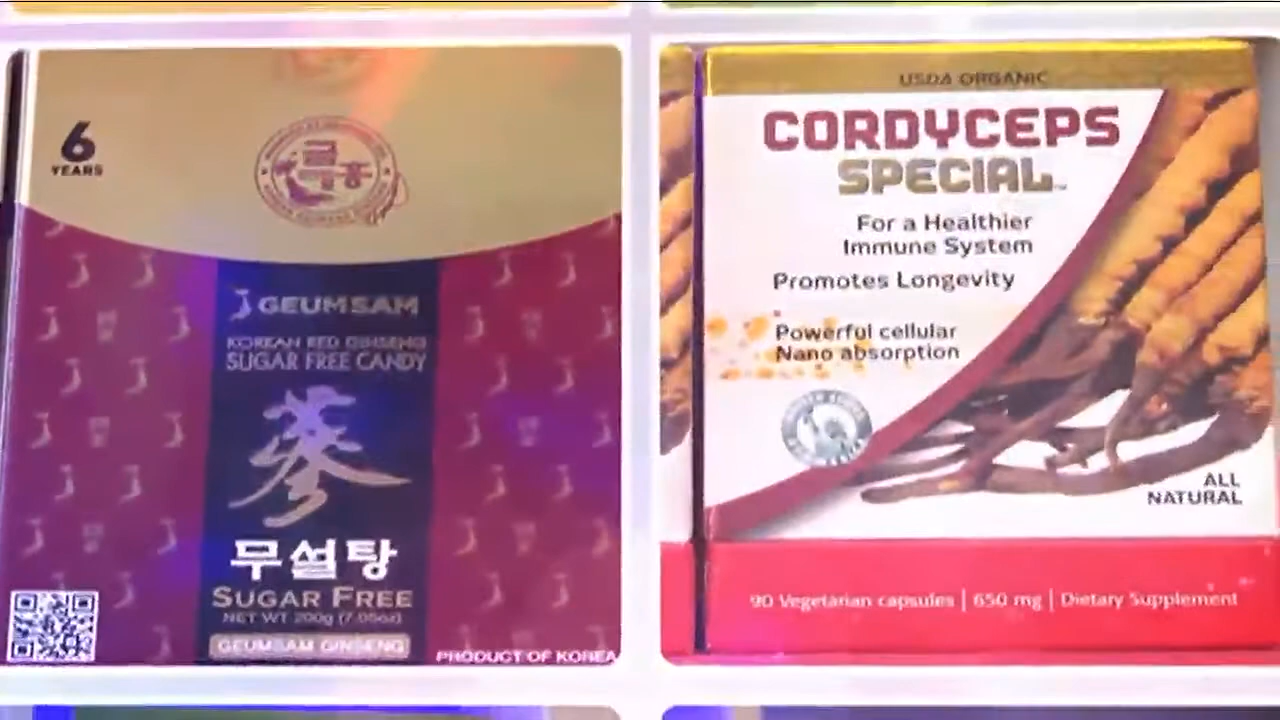 6
YEARS
GEUMSAM
KOREAN RED GINSENG
SUGAR FREE CANDY
蔘
무설탕
SUGAR FREE
NET WT 200g (7.05oz)
GEUMSAM GINSENG
PRODUCT OF KOREA
USDA ORGANIC
CORDYCEPS
SPECIAL™
For a Healthier
Immune System
Promotes Longevity
Powerful cellular
Nano absorption
ALL
NATURAL
90 Vegetarian capsules | 650 mg | Dietary Supplement